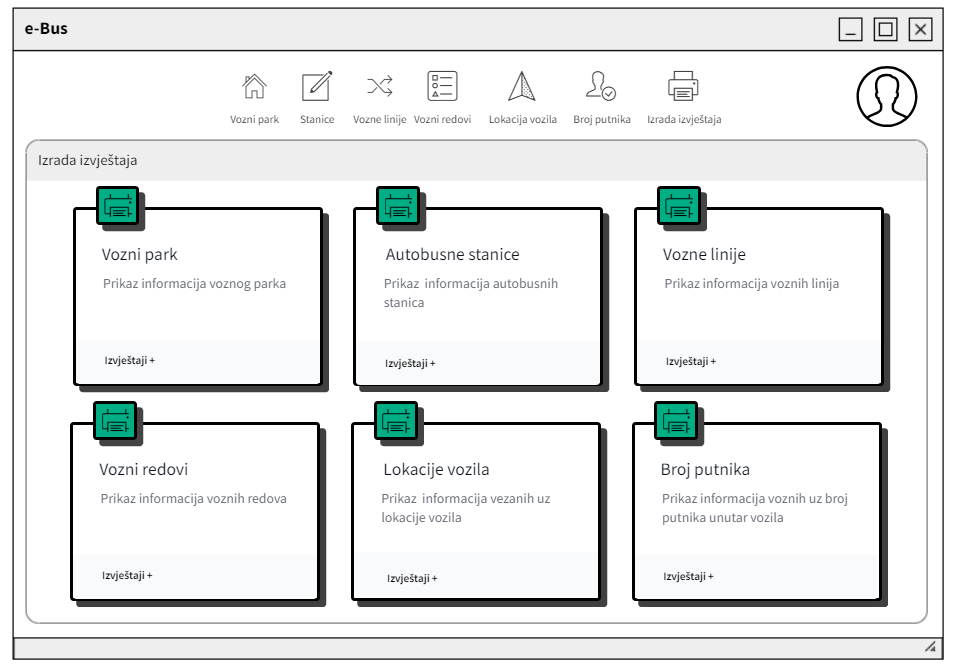 e-Bus
Vozni park
Stanice
Vozne linije
Vozni redovi
Lokacija vozila
Broj putnika
Izrada izvještaja
Izrada izvještaja
Vozni park
Prikaz informacija voznog parka
Izvještaji +
Autobusne stanice
Prikaz informacija autobusnih
stanica
Izvještaji +
Vozne linije
Prikaz informacija voznih linija
Izvještaji +
Vozni redovi
Prikaz informacija voznih redova
Izvještaji +
Lokacije vozila
Prikaz informacija vezanih uz
lokacije vozila
Izvještaji +
Broj putnika
Prikaz informacija voznih uz broj
putnika unutar vozila
Izvještaji +